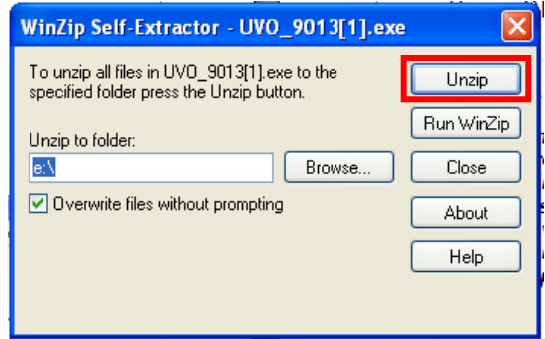 WinZip Self-Extractor - UVO_9013[1].exe
To unzip all files in UVO_9013[1].exe to the
specified folder press the Unzip button.
Unzip to folder:
e:\
Browse...
Overwrite files without prompting
Unzip
Run WinZip
Close
About
Help